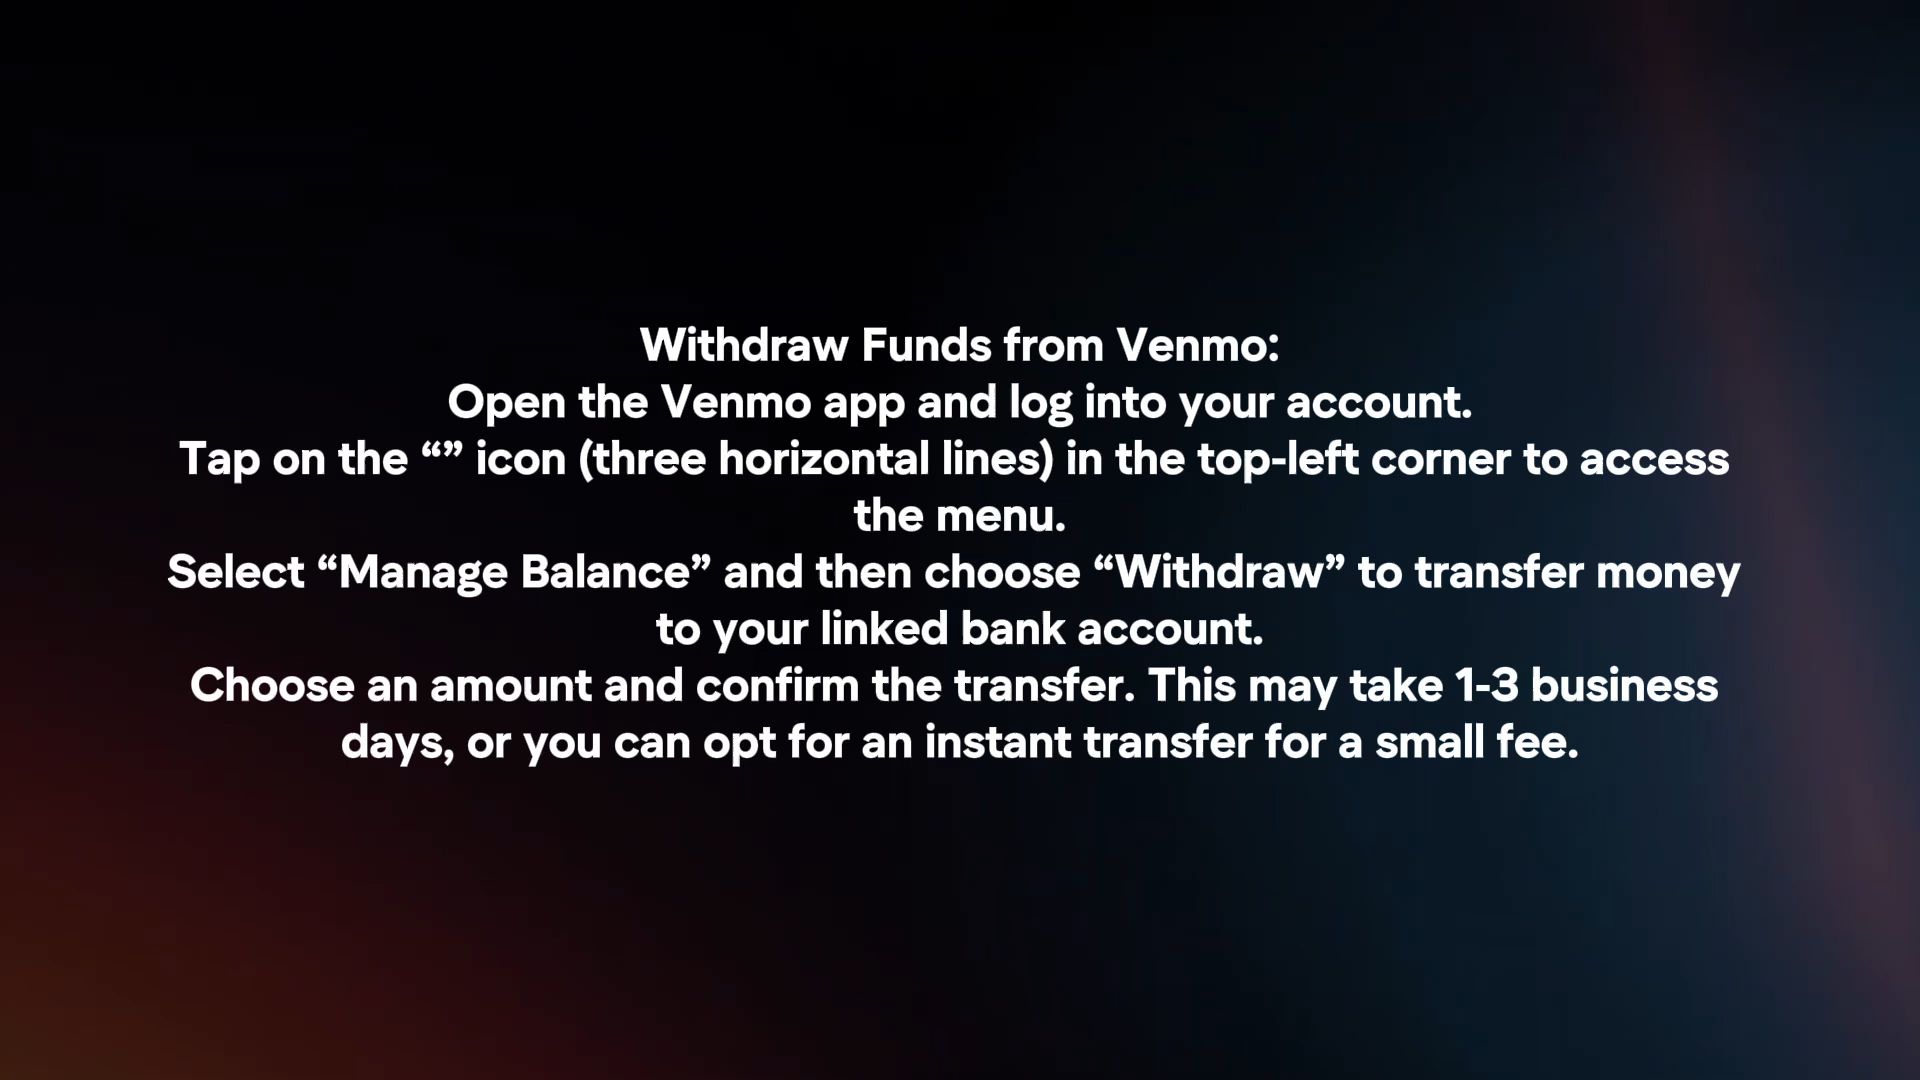 Withdraw Funds from Venmo:
Open the Venmo app and log into your account.
Tap on the “” icon (three horizontal lines) in the top-left corner to access
the menu.
Select “Manage Balance” and then choose “Withdraw” to transfer money
to your linked bank account.
Choose an amount and confirm the transfer. This may take 1-3 business
days, or you can opt for an instant transfer for a small fee.